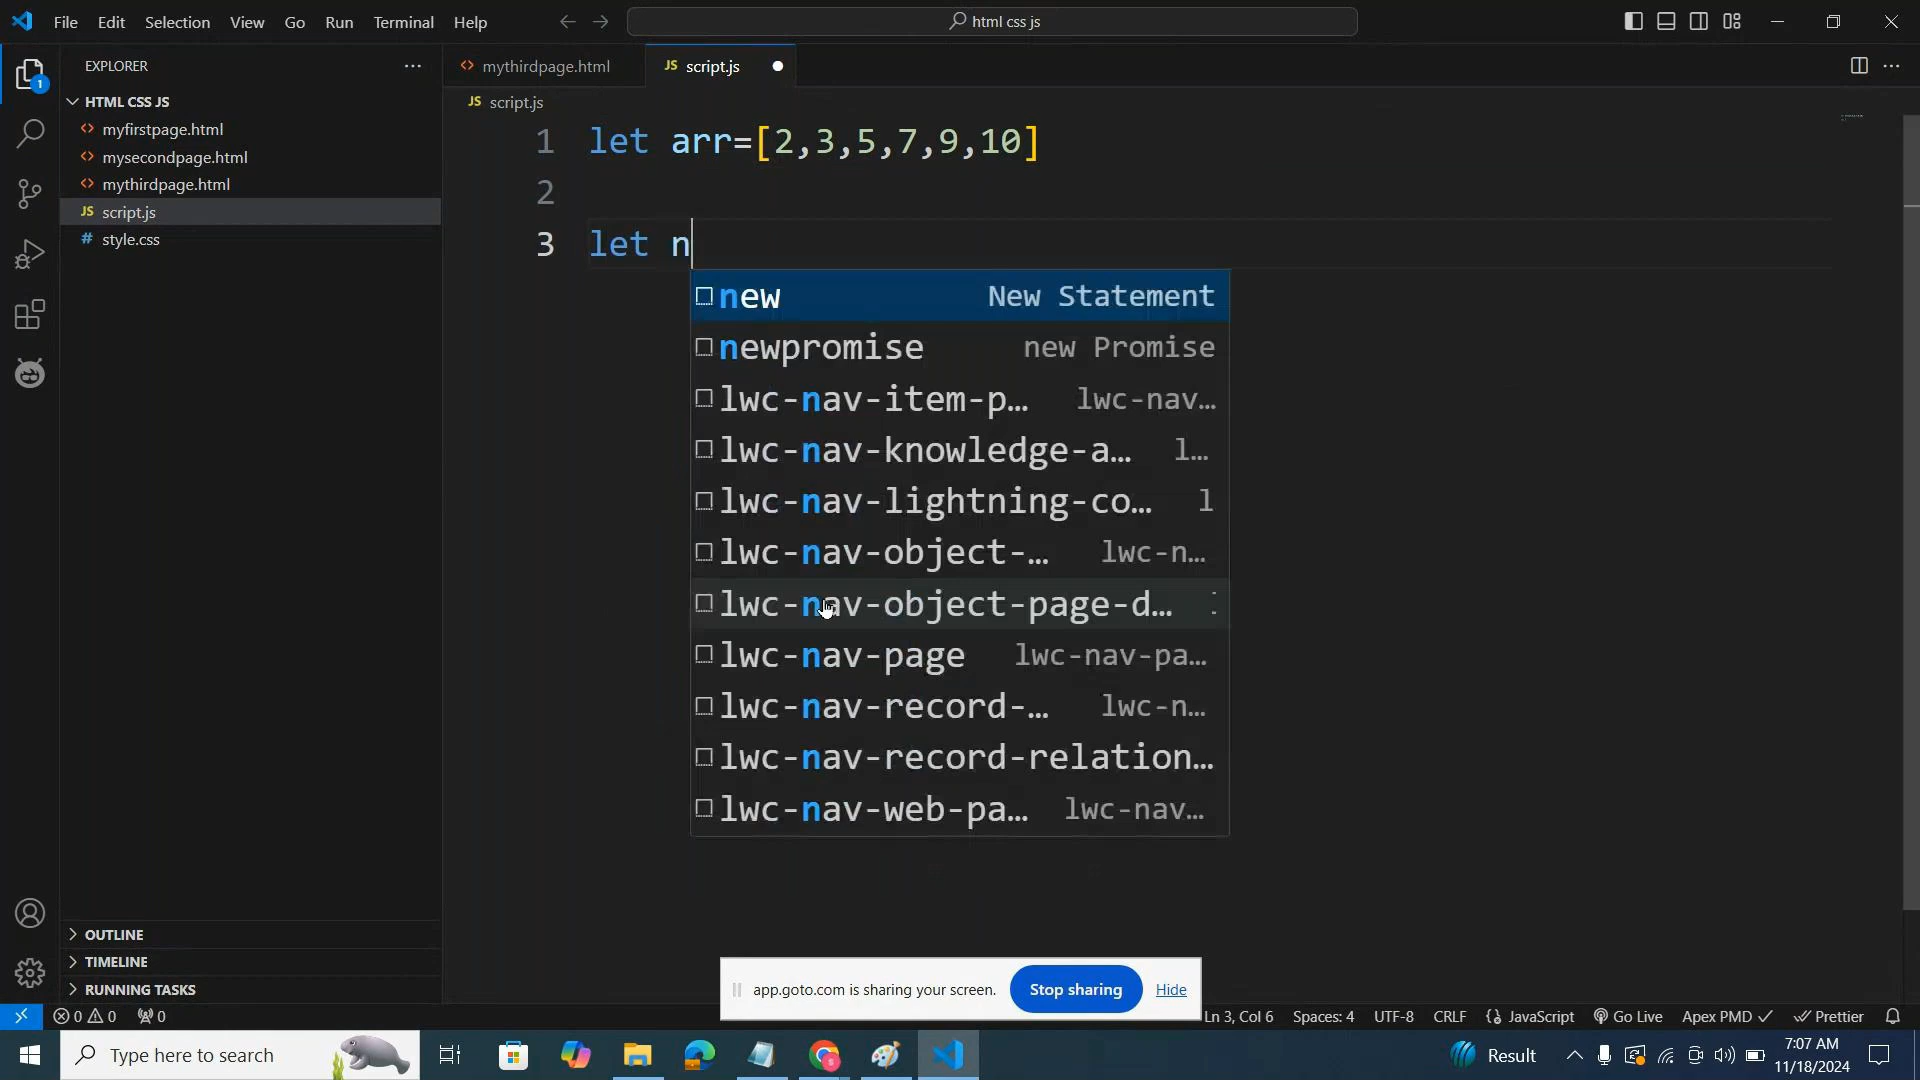 File Edit Selection View Go Run Terminal Help
html css js
EXPLORER
HTML CSS JS
myfirstpage.html
mysecondpage.html
mythirdpage.html
JS script.js
# style.css
OUTLINE
TIMELINE
RUNNING TASKS
mythirdpage.html
JS script.js
JS script.js
1 let arr=[2,3,5,7,9,10]
2
3 let n
new New Statement
newpromise new Promise
lwc-nav-item-p… lwc-nav…
lwc-nav-knowledge-a… l…
lwc-nav-lightning-co… l
lwc-nav-object-… lwc-n…
lwc-nav-object-page-d…
lwc-nav-page lwc-nav-pa…
lwc-nav-record-… lwc-n…
lwc-nav-record-relation…
lwc-nav-web-pa… lwc-nav…
app.goto.com is sharing your screen. Stop sharing Hide
0 0 0 Ln 3, Col 6 Spaces: 4 UTF-8 CRLF JavaScript Go Live Apex PMD Prettier
Type here to search
Result
7:07 AM
11/18/2024